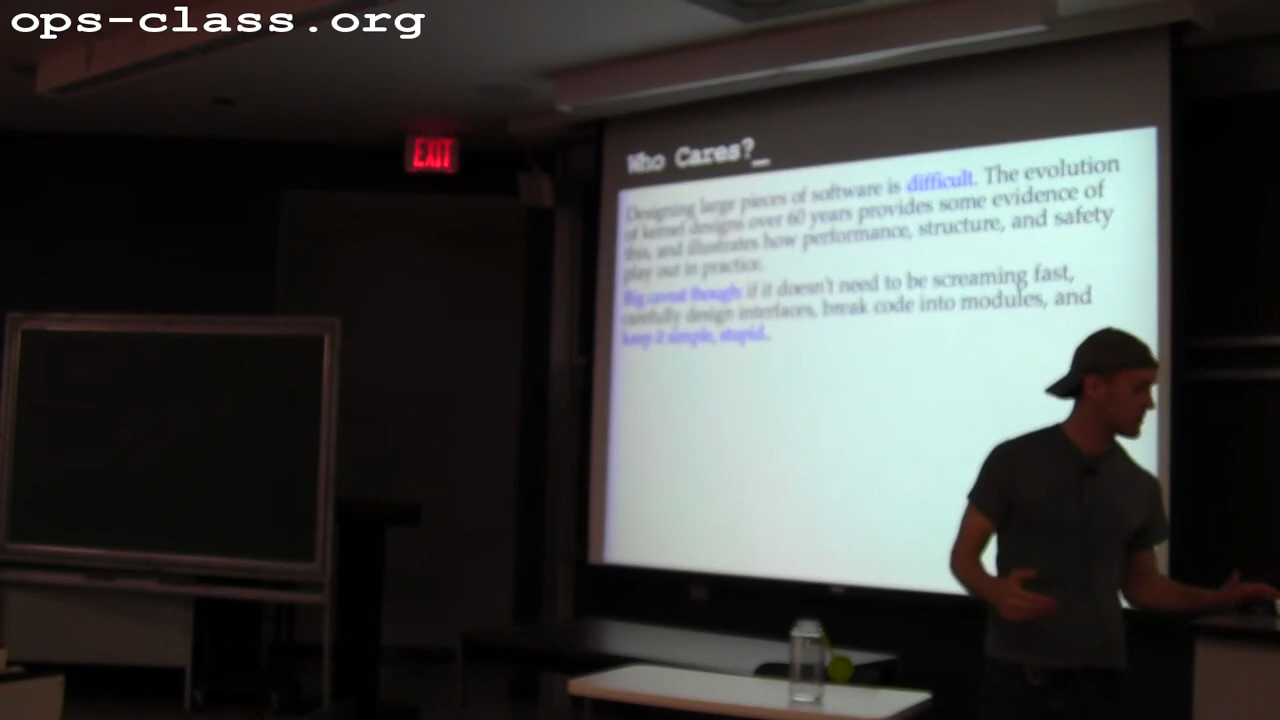 ops-class.org
EXIT
Who Cares?_
Designing large pieces of software is difficult. The evolution
of kernel designs over 60 years provides some evidence of
this, and illustrates how performance, structure, and safety
play out in practice.
Big caveat though: if it doesn't need to be screaming fast,
carefully design interfaces, break code into modules, and
keep it simple, stupid.